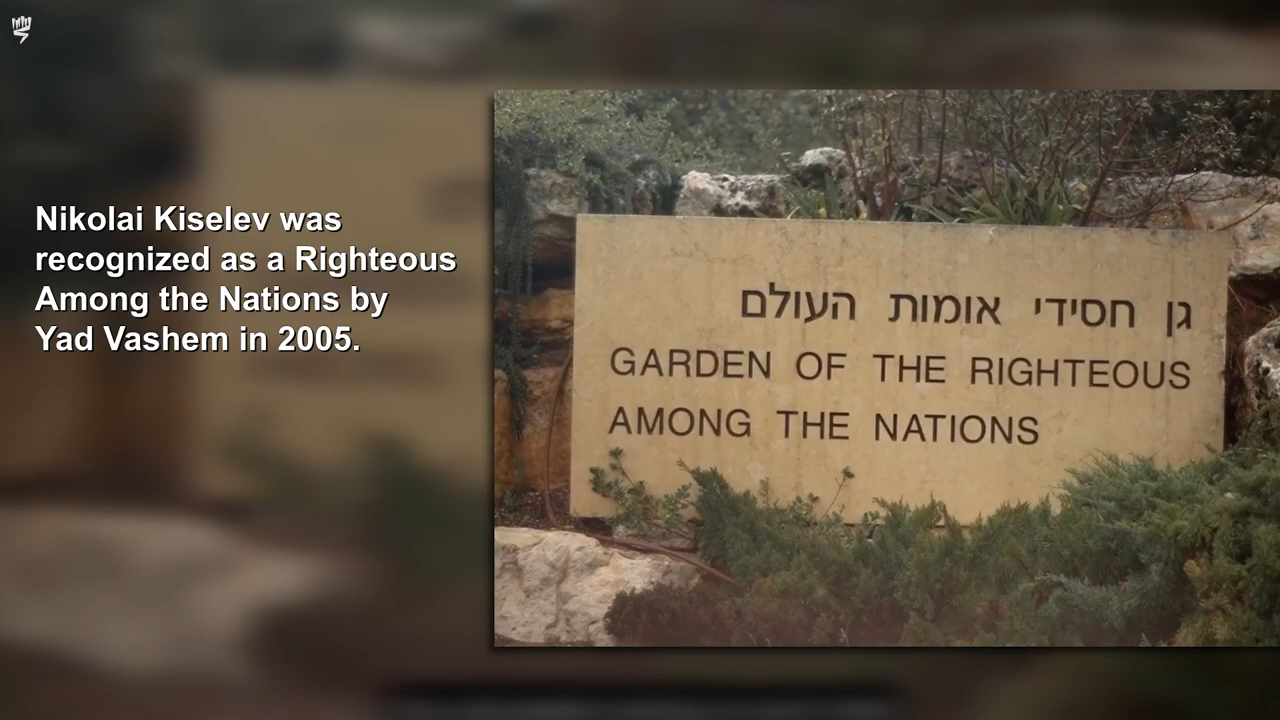 Nikolai Kiselev was
recognized as a Righteous
Among the Nations by
Yad Vashem in 2005.
גן חסידי אומות העולם
GARDEN OF THE RIGHTEOUS
AMONG THE NATIONS